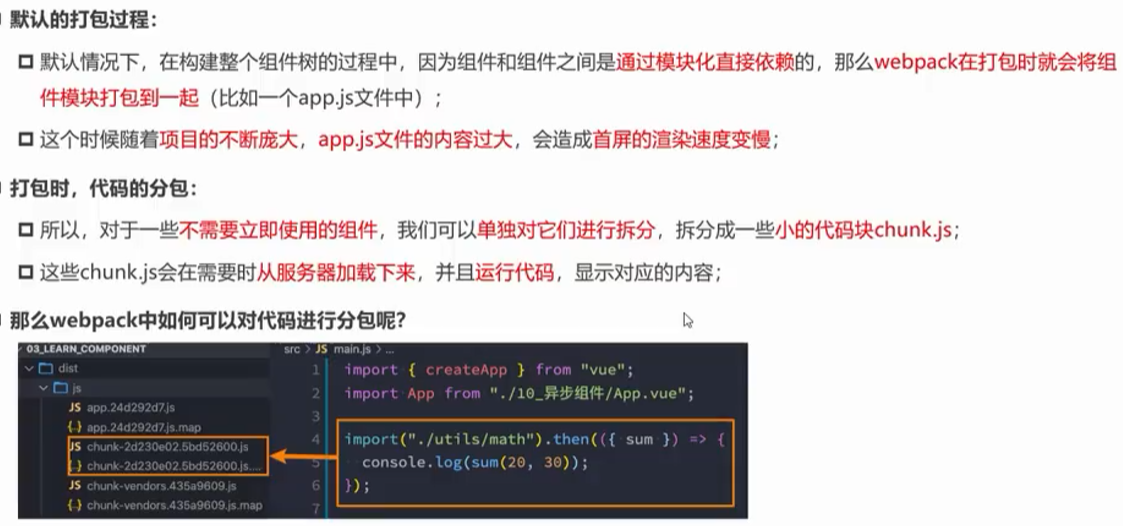 默认的打包过程：
默认情况下，在构建整个组件树的过程中，因为组件和组件之间是通过模块化直接依赖的，那么webpack在打包时就会将组
件模块打包到一起（比如一个app.js文件中）；
这个时候随着项目的不断庞大，app.js文件的内容过大，会造成首屏的渲染速度变慢；
打包时，代码的分包：
所以，对于一些不需要立即使用的组件，我们可以单独对它们进行拆分，拆分成一些小的代码块chunk.js；
这些chunk.js会在需要时从服务器加载下来，并且运行代码，显示对应的内容；
那么webpack中如何可以对代码进行分包呢？
03_LEARN_COMPONENT
dist
js
JS app.24d292d7.js
{} app.24d292d7.js.map
JS chunk-2d230e02.5bd52600.js
{} chunk-2d230e02.5bd52600.js....
JS chunk-vendors.435a9609.js
{} chunk-vendors.435a9609.js.map
src > JS main.js > ...
1 import { createApp } from "vue";
2 import App from "./10_异步组件/App.vue";
3
4 import("./utils/math").then(({ sum }) => {
5 console.log(sum(20, 30));
6 });
7